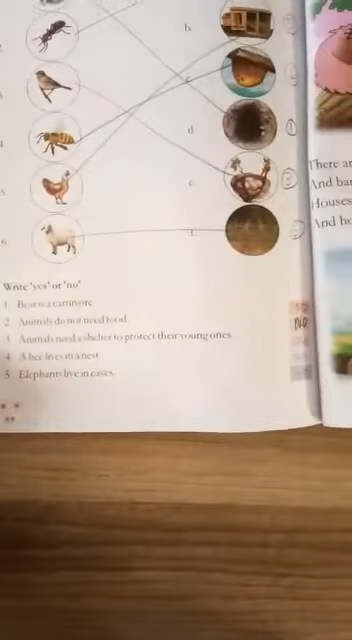 b.
d.
c.
f.
5
6
There
And
Houses
And
Write 'yes' or 'no'
1 Bear is a carnivore
2 Animals do not need food
NO
3 Animals need a shelter to protect their young ones
4 A bee lives in a nest
5 Elephants live in caves.